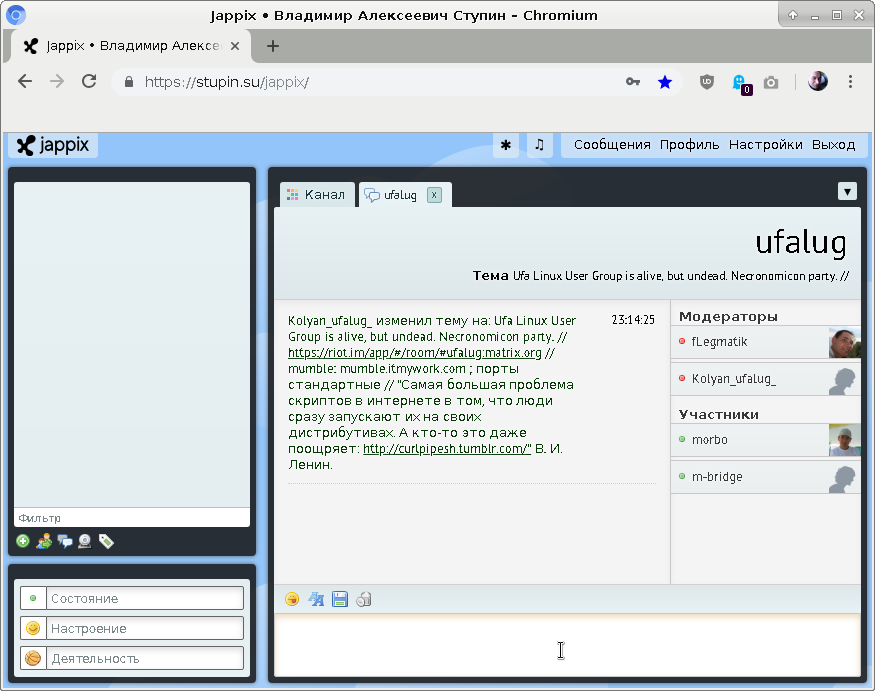 Jappix • Владимир Алексеевич Ступин - Chromium
Jappix • Владимир Алексе
https://stupin.su/jappix/
0
jappix
Сообщения Профиль Настройки Выход
Канал
ufalug
x
ufalug
Тема Ufa Linux User Group is alive, but undead. Necronomicon party. //
Kolyan_ufalug_ изменил тему на: Ufa Linux User
23:14:25
Group is alive, but undead. Necronomicon party. //
https://riot.im/app/#/room/#ufalug:matrix.org //
mumble: mumble.itmywork.com ; порты
стандартные // "Самая большая проблема
скриптов в интернете в том, что люди
сразу запускают их на своих
дистрибутивах. А кто-то это даже
поощряет: http://curlpipesh.tumblr.com/" В. И.
Ленин.
Модераторы
fLegmatik
Kolyan_ufalug_
Участники
morbo
m-bridge
Фильтр
Состояние
Настроение
Деятельность